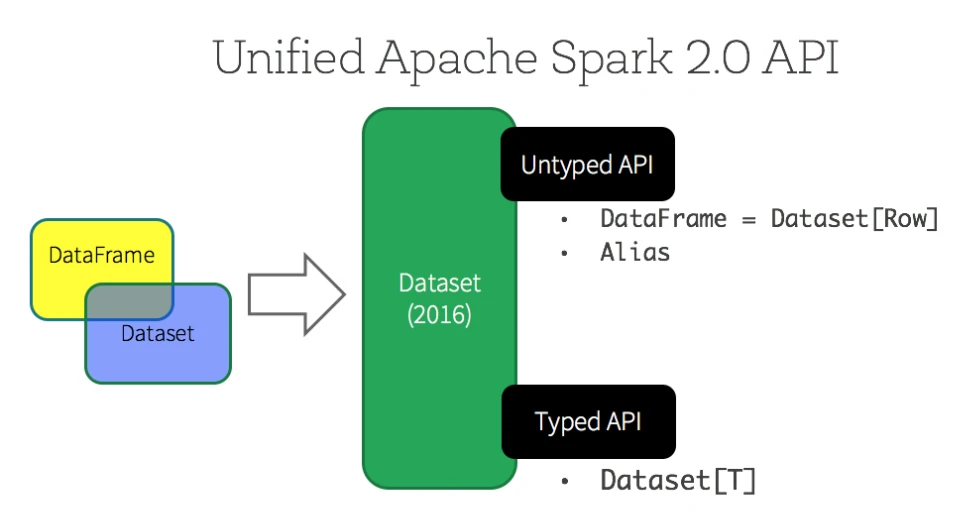 Unified Apache Spark 2.0 API
DataFrame
Dataset
Dataset
(2016)
Untyped API
• DataFrame = Dataset[Row]
• Alias
Typed API
• Dataset[T]